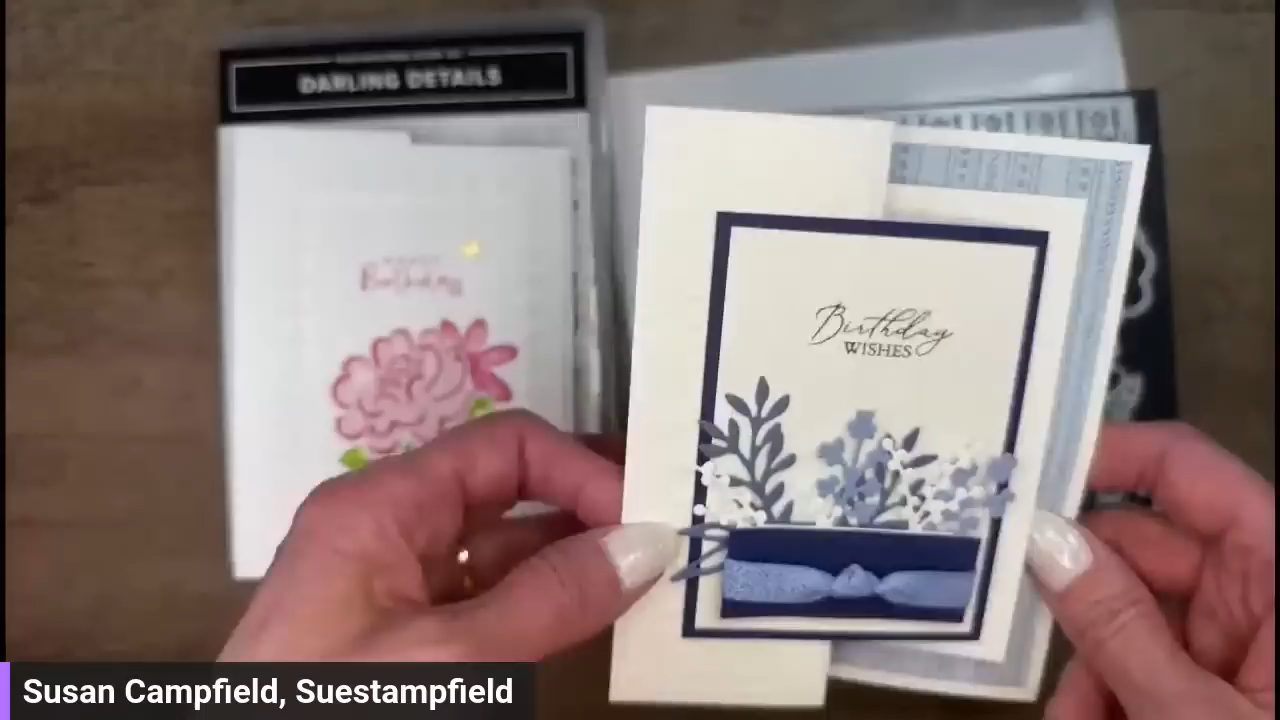 DARLING DETAILS
Birthday
Birthday
WISHES
Susan Campfield, Suestampfield